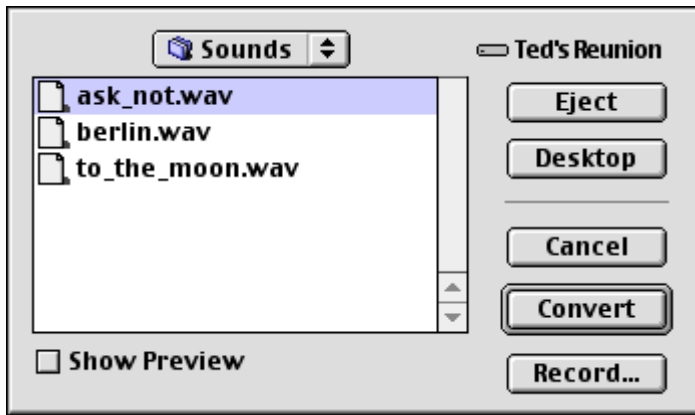 Sounds
Ted's Reunion
ask_not.wav
berlin.wav
to_the_moon.wav
Eject
Desktop
Cancel
Convert
Show Preview
Record...